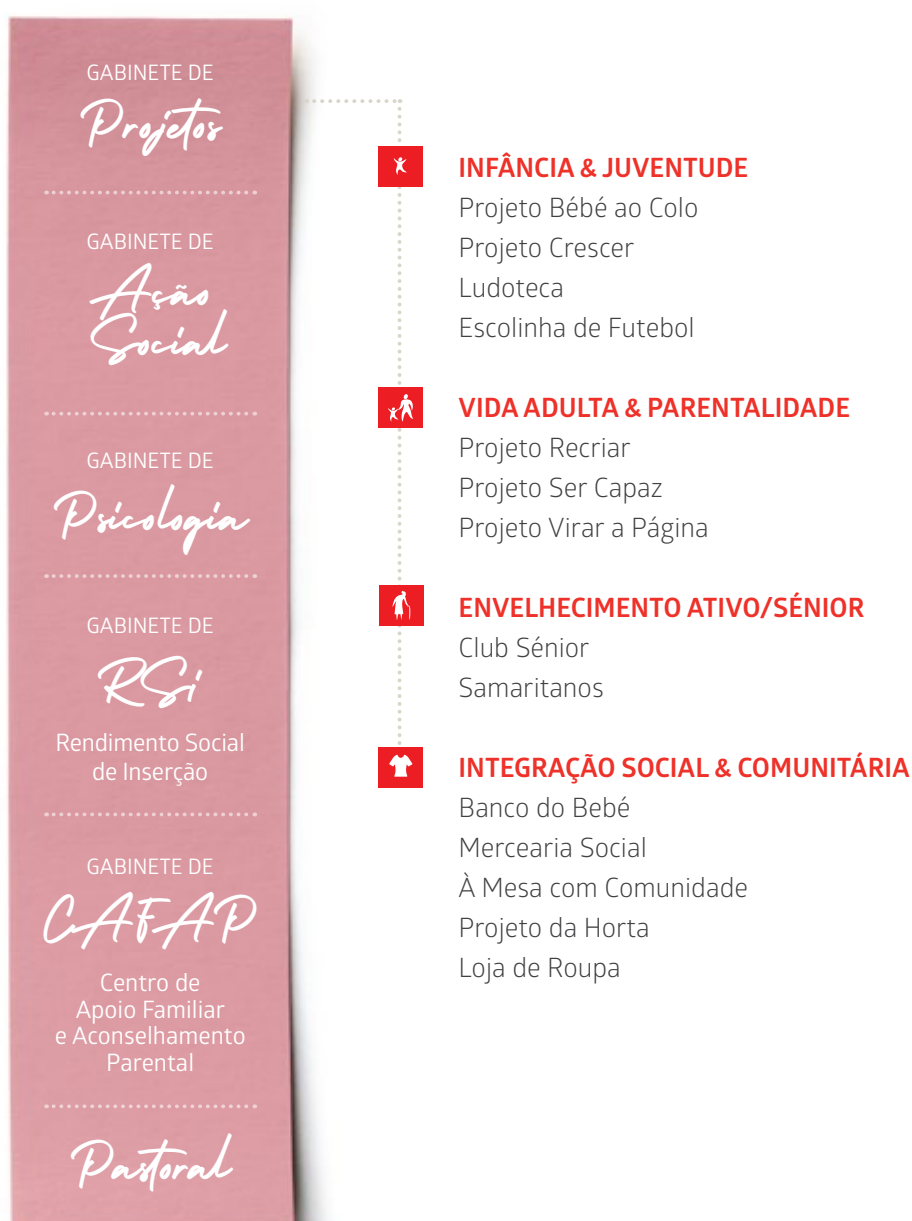 GABINETE DE
Projetos
GABINETE DE
Ação
Social
GABINETE DE
Psicologia
GABINETE DE
RSi
Rendimento Social
de Inserção
GABINETE DE
CAFAP
Centro de
Apoio Familiar
e Aconselhamento
Parental
Pastoral
INFÂNCIA & JUVENTUDE
Projeto Bébé ao Colo
Projeto Crescer
Ludoteca
Escolinha de Futebol
VIDA ADULTA & PARENTALIDADE
Projeto Recriar
Projeto Ser Capaz
Projeto Virar a Página
ENVELHECIMENTO ATIVO/SÉNIOR
Club Sénior
Samaritanos
INTEGRAÇÃO SOCIAL & COMUNITÁRIA
Banco do Bebé
Mercearia Social
À Mesa com Comunidade
Projeto da Horta
Loja de Roupa